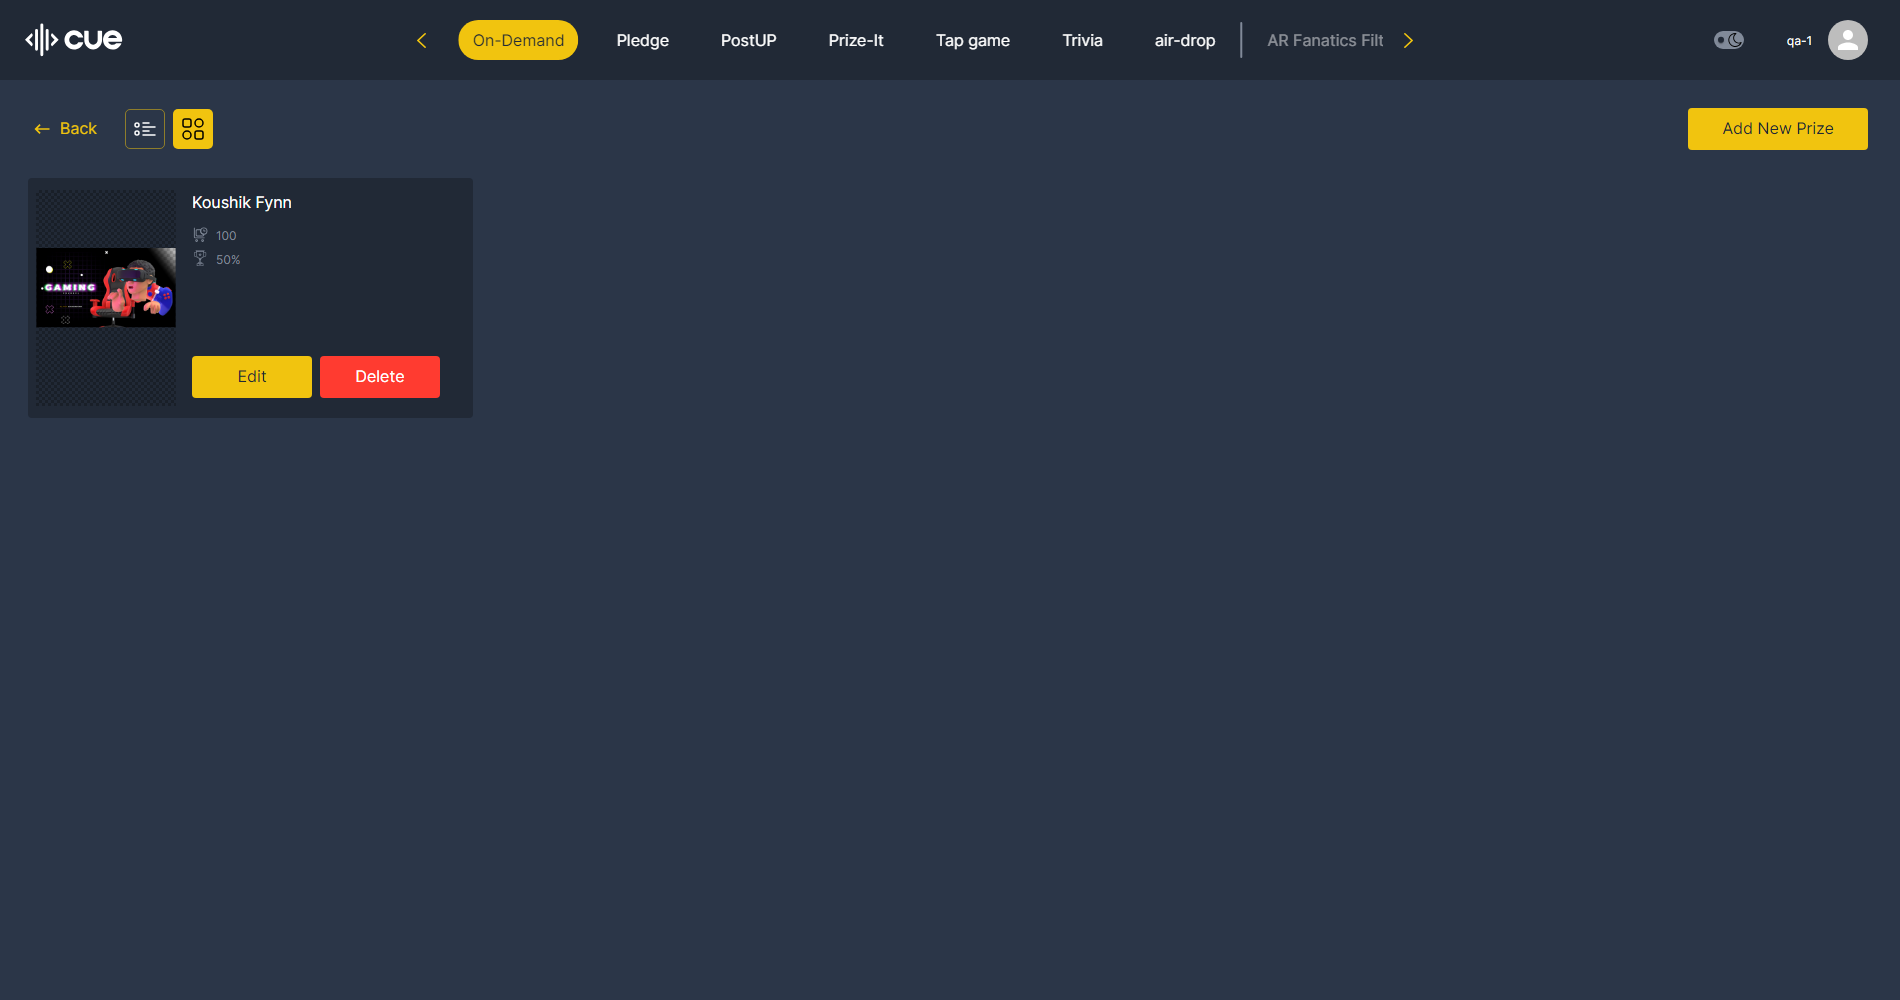 cue
On-Demand Pledge PostUP Prize-It Tap game Trivia air-drop AR Fanatics Filt
qa-1
Back
Add New Prize
Koushik Fynn
100
50%
GAMING
Edit Delete